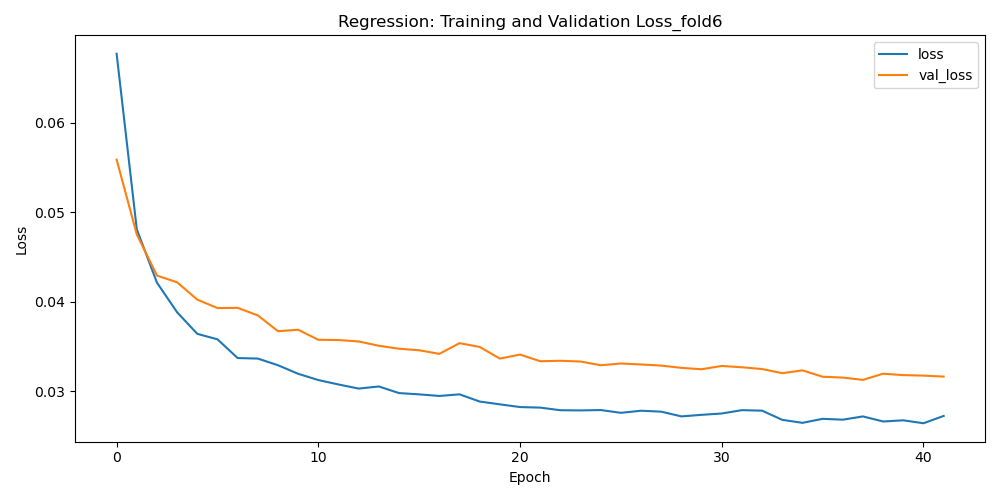 Regression: Training and Validation Loss_fold6
loss
val_loss
0.06
0.05
0.04
0.03
Loss
0
10
20
30
40
Epoch